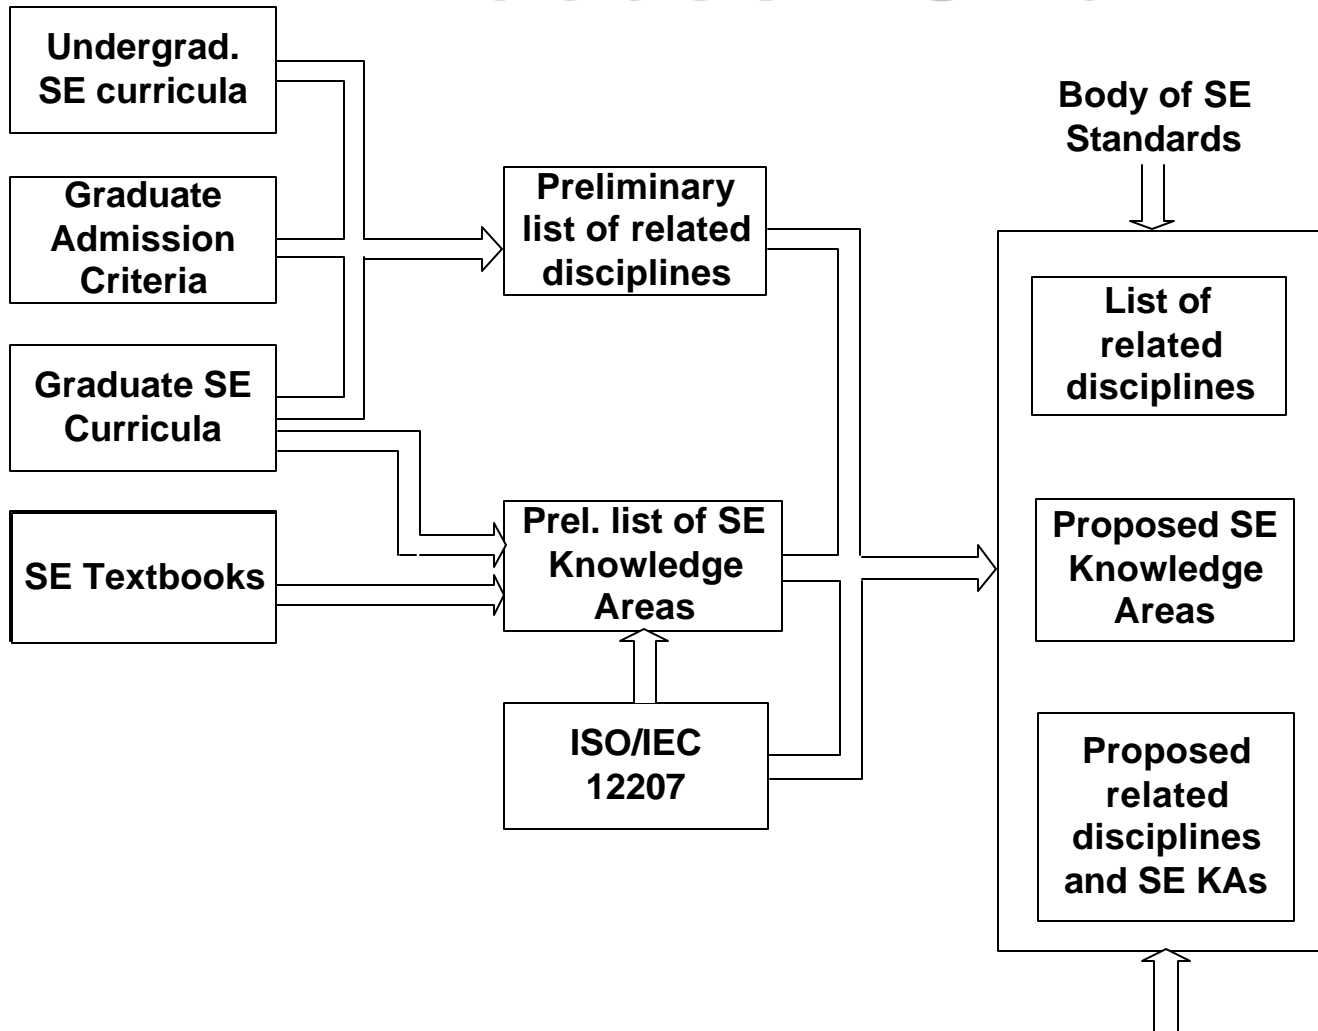 Undergrad.
SE curricula
Graduate
Admission
Criteria
Graduate SE
Curricula
SE Textbooks
Preliminary
list of related
disciplines
Prel. list of SE
Knowledge
Areas
ISO/IEC
12207
Body of SE
Standards
List of
related
disciplines
Proposed SE
Knowledge
Areas
Proposed
related
disciplines
and SE KAs